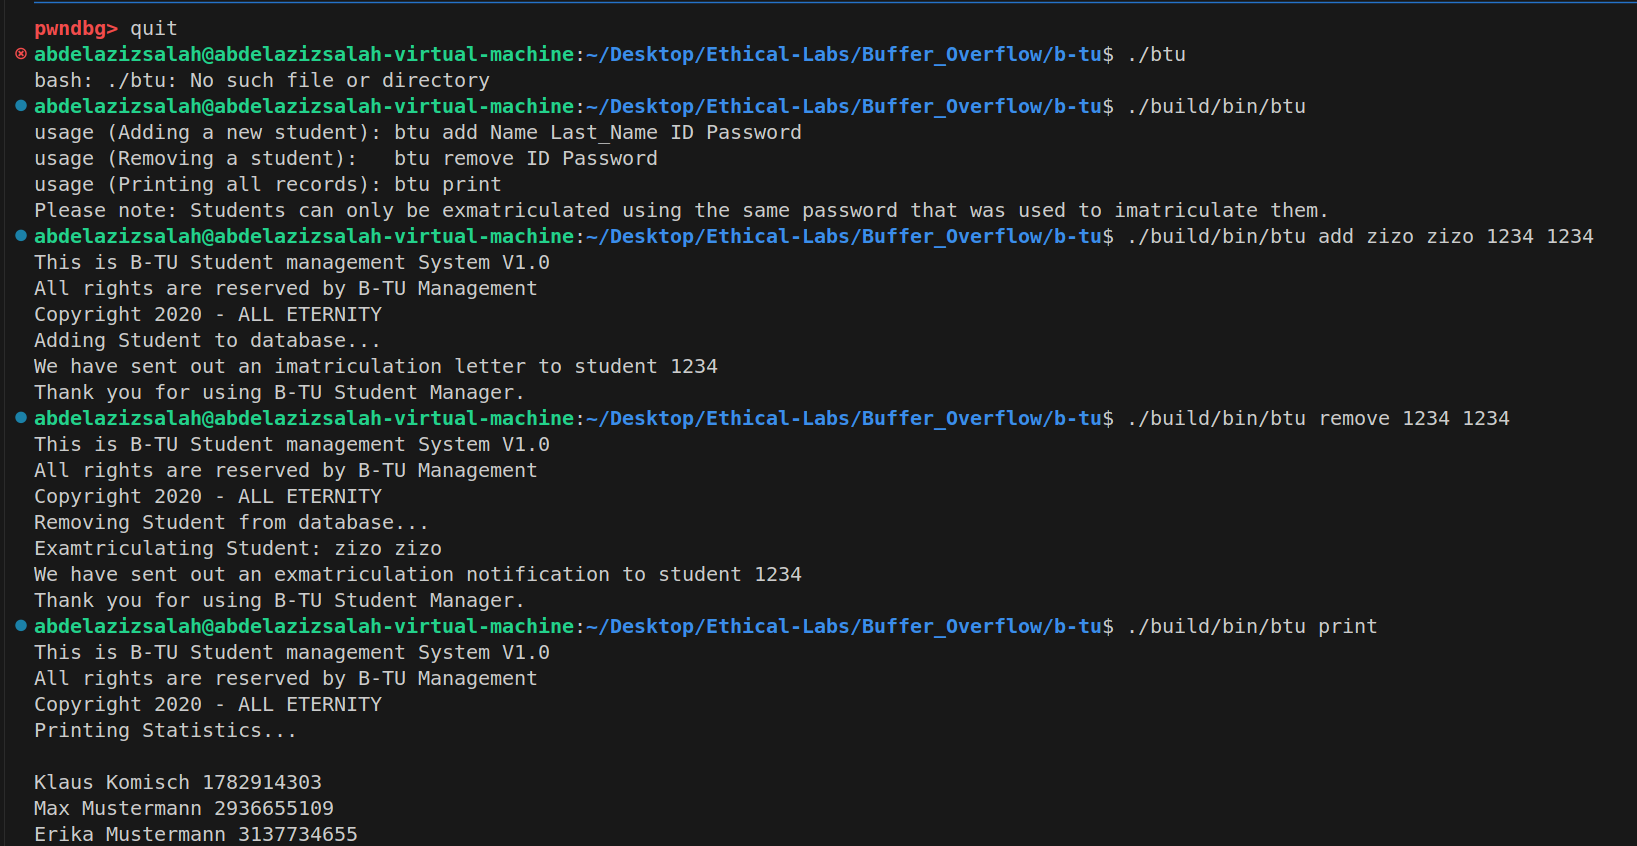 pwndbg> quit
abdelazizsalah@abdelazizsalah-virtual-machine:~/Desktop/Ethical-Labs/Buffer_Overflow/b-tu$ ./btu
bash: ./btu: No such file or directory
abdelazizsalah@abdelazizsalah-virtual-machine:~/Desktop/Ethical-Labs/Buffer_Overflow/b-tu$ ./build/bin/btu
usage (Adding a new student): btu add Name Last_Name ID Password
usage (Removing a student):   btu remove ID Password
usage (Printing all records): btu print
Please note: Students can only be exmatriculated using the same password that was used to imatriculate them.
abdelazizsalah@abdelazizsalah-virtual-machine:~/Desktop/Ethical-Labs/Buffer_Overflow/b-tu$ ./build/bin/btu add zizo zizo 1234 1234
This is B-TU Student management System V1.0
All rights are reserved by B-TU Management
Copyright 2020 - ALL ETERNITY
Adding Student to database...
We have sent out an imatriculation letter to student 1234
Thank you for using B-TU Student Manager.
abdelazizsalah@abdelazizsalah-virtual-machine:~/Desktop/Ethical-Labs/Buffer_Overflow/b-tu$ ./build/bin/btu remove 1234 1234
This is B-TU Student management System V1.0
All rights are reserved by B-TU Management
Copyright 2020 - ALL ETERNITY
Removing Student from database...
Examtriculating Student: zizo zizo
We have sent out an exmatriculation notification to student 1234
Thank you for using B-TU Student Manager.
abdelazizsalah@abdelazizsalah-virtual-machine:~/Desktop/Ethical-Labs/Buffer_Overflow/b-tu$ ./build/bin/btu print
This is B-TU Student management System V1.0
All rights are reserved by B-TU Management
Copyright 2020 - ALL ETERNITY
Printing Statistics...
Klaus Komisch 1782914303
Max Mustermann 2936655109
Erika Mustermann 3137734655